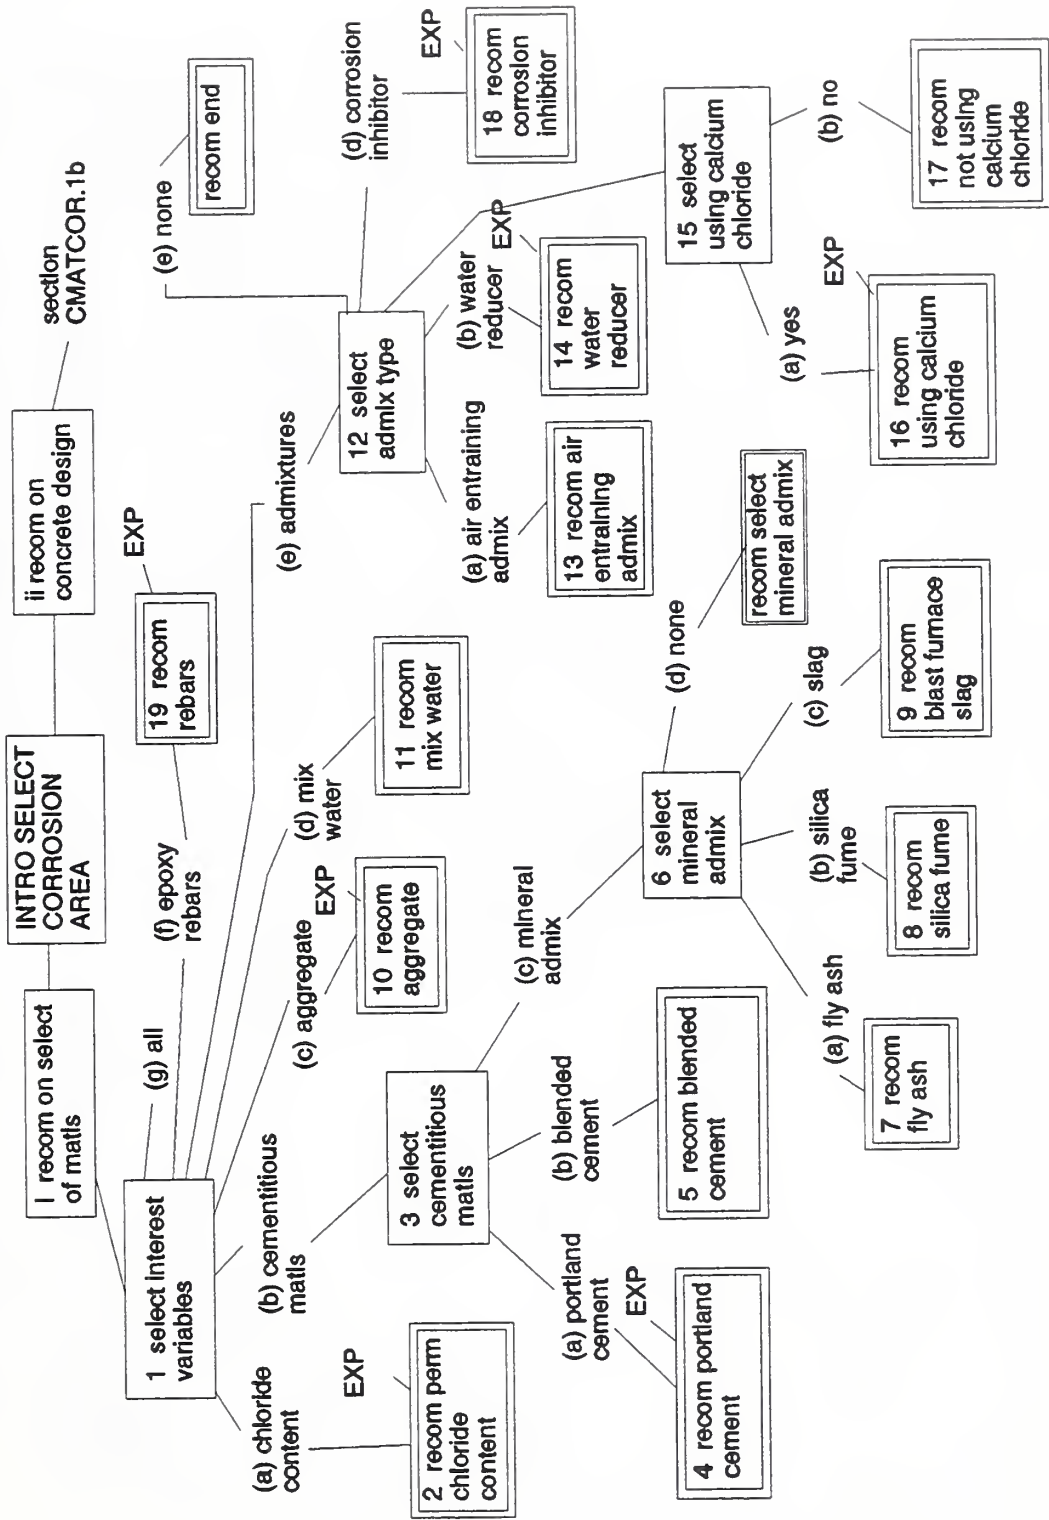 INTRO SELECT
CORROSION
AREA
I recom on select
of matls
ii recom on
concrete design
section
CMATCOR.1b
1 select interest
variables
(g) all
(f) epoxy
rebars
19 recom
rebars
EXP
(e) admixtures
(d) mix
water
11 recom
mix water
(c) aggregate
EXP
10 recom
aggregate
(b) cementitious
matls
(a) chloride
content
EXP
2 recom perm
chloride
content
3 select
cementitious
matls
(a) portland
cement
EXP
4 recom portland
cement
(b) blended
cement
5 recom blended
cement
(c) mineral
admix
6 select
mineral
admix
(a) fly ash
7 recom
fly ash
(b) silica
fume
8 recom
silica fume
(c) slag
9 recom
blast furnace
slag
(d) none
recom select
mineral admix
12 select
admix type
(e) none
recom end
(a) air entraining
admix
13 recom air
entraining
admix
(b) water
reducer
EXP
14 recom
water
reducer
(d) corrosion
inhibitor
EXP
18 recom
corrosion
inhibitor
15 select
using calcium
chloride
(a) yes
EXP
16 recom
using calcium
chloride
(b) no
17 recom
not using
calcium
chloride